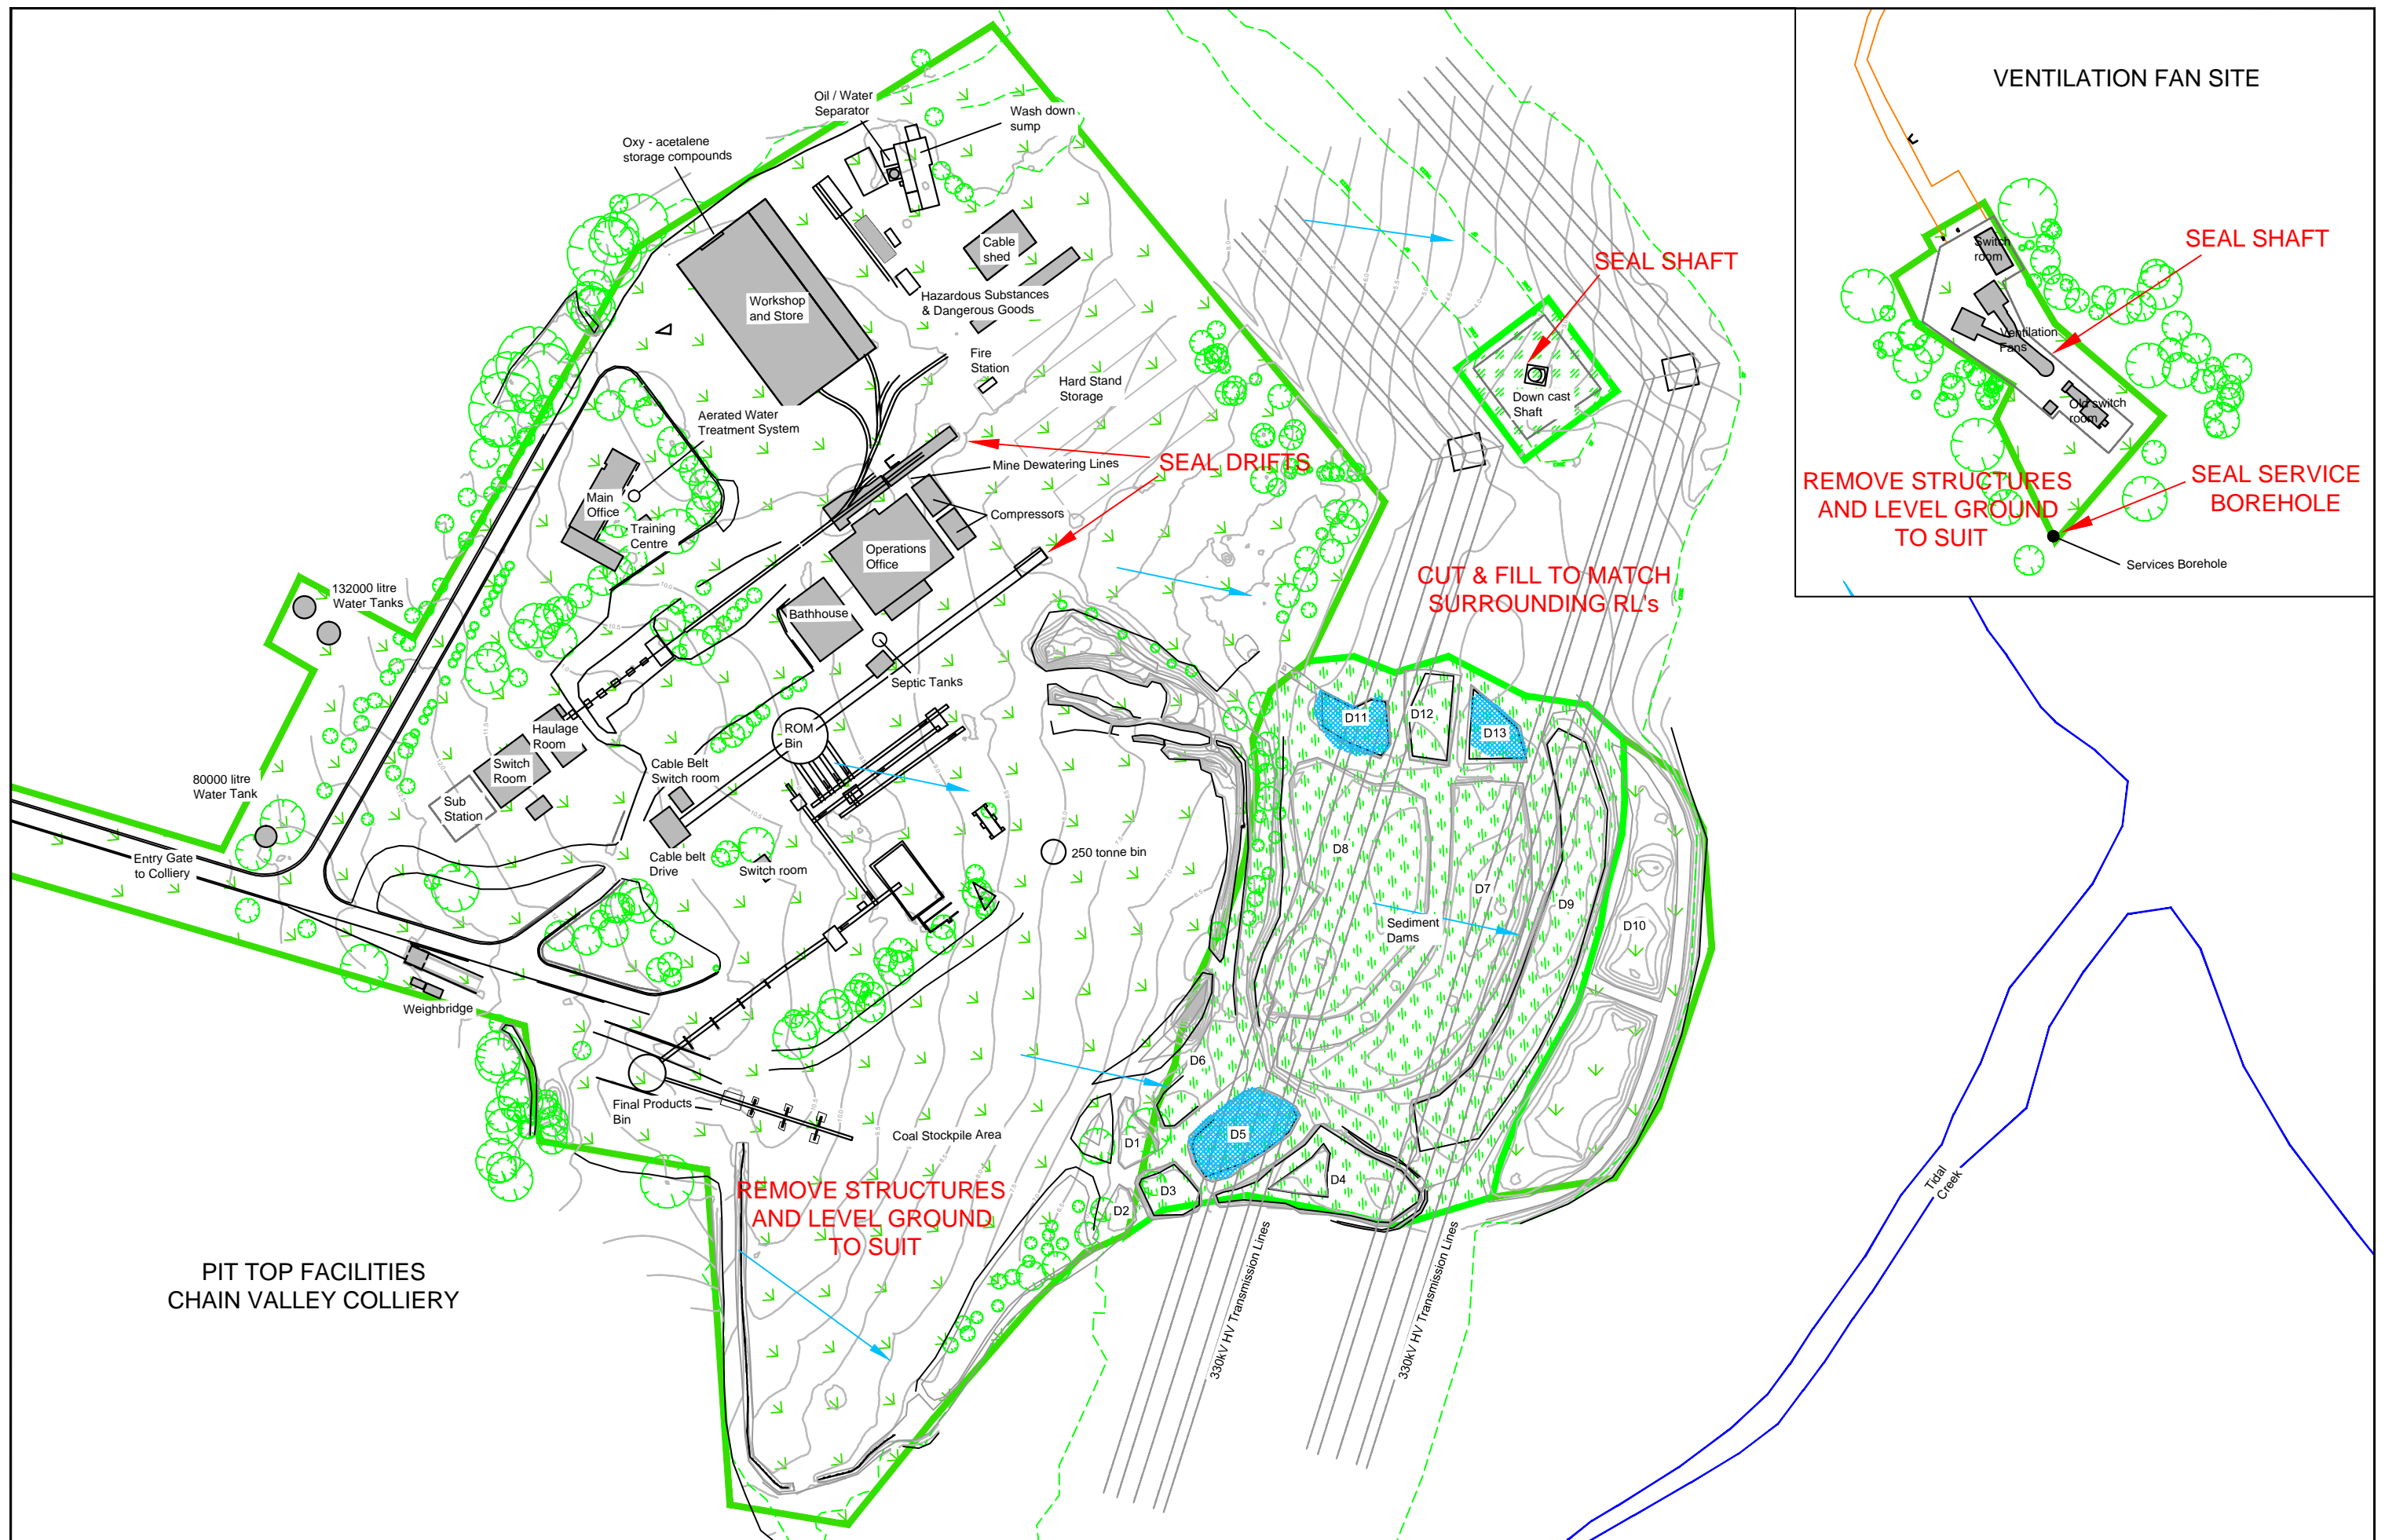 VENTILATION FAN SITE
Oil / Water
Separator
Wash down
sump
Oxy - acetalene
storage compounds
Cable
shed
Workshop
and Store
Hazardous Substances
& Dangerous Goods
Fire
Station
Hard Stand
Storage
Aerated Water
Treatment System
SEAL DRIFTS
Mine Dewatering Lines
Main
Office
Training
Centre
Compressors
Operations
Office
Bathhouse
132000 litre
Water Tanks
Septic Tanks
ROM
Bin
Haulage
Room
Switch
Room
Cable Belt
Switch room
80000 litre
Water Tank
Sub
Station
Entry Gate
to Colliery
Cable belt
Drive
Switch room
250 tonne bin
Weighbridge
Final Products
Bin
Coal Stockpile Area
REMOVE STRUCTURES
AND LEVEL GROUND
TO SUIT
PIT TOP FACILITIES
CHAIN VALLEY COLLIERY
SEAL SHAFT
Down cast
Shaft
CUT & FILL TO MATCH
SURROUNDING RL's
D11
D12
D13
D8
D7
D9
D10
Sediment
Dams
D6
D5
D1
D3
D2
D4
330kV HV Transmission Lines
330kV HV Transmission Lines
Tidal
Creek
Switch
room
SEAL SHAFT
Ventilation
Fans
Old switch
room
REMOVE STRUCTURES
AND LEVEL GROUND
TO SUIT
SEAL SERVICE
BOREHOLE
Services Borehole